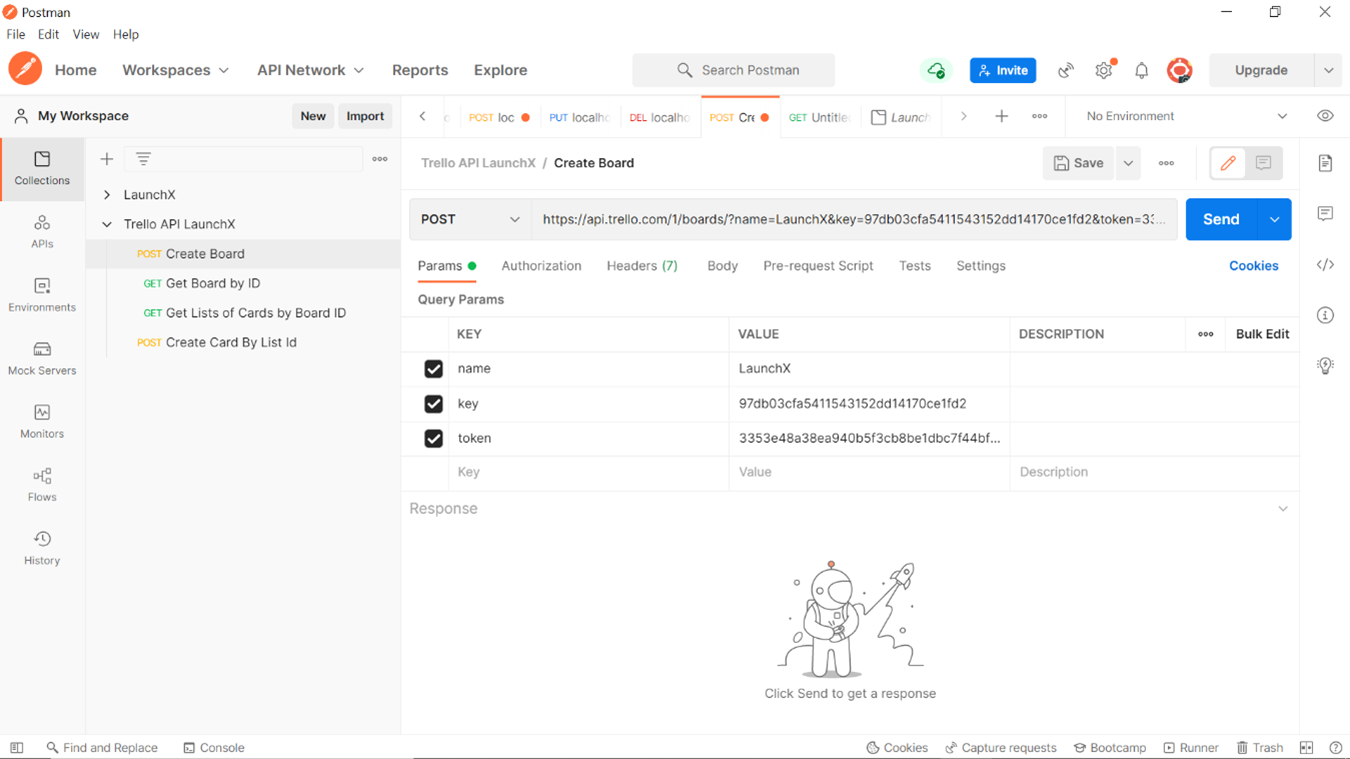 Postman
File Edit View Help
Home Workspaces API Network Reports Explore Search Postman Invite Upgrade
My Workspace New Import
POST loc PUT localho DEL localho POST Cre GET Untitle Launch No Environment
Collections
APIs
Environments
Mock Servers
Monitors
Flows
History
LaunchX
Trello API LaunchX
POST Create Board
GET Get Board by ID
GET Get Lists of Cards by Board ID
POST Create Card By List Id
Trello API LaunchX / Create Board Save
POST https://api.trello.com/1/boards/?name=LaunchX&key=97db03cfa5411543152dd14170ce1fd2&token=33... Send
Params Authorization Headers (7) Body Pre-request Script Tests Settings Cookies
Query Params
KEY VALUE DESCRIPTION Bulk Edit
name LaunchX
key 97db03cfa5411543152dd14170ce1fd2
token 3353e48a38ea940b5f3cb8be1dbc7f44bf...
Key Value Description
Response
Click Send to get a response
Find and Replace Console Cookies Capture requests Bootcamp Runner Trash